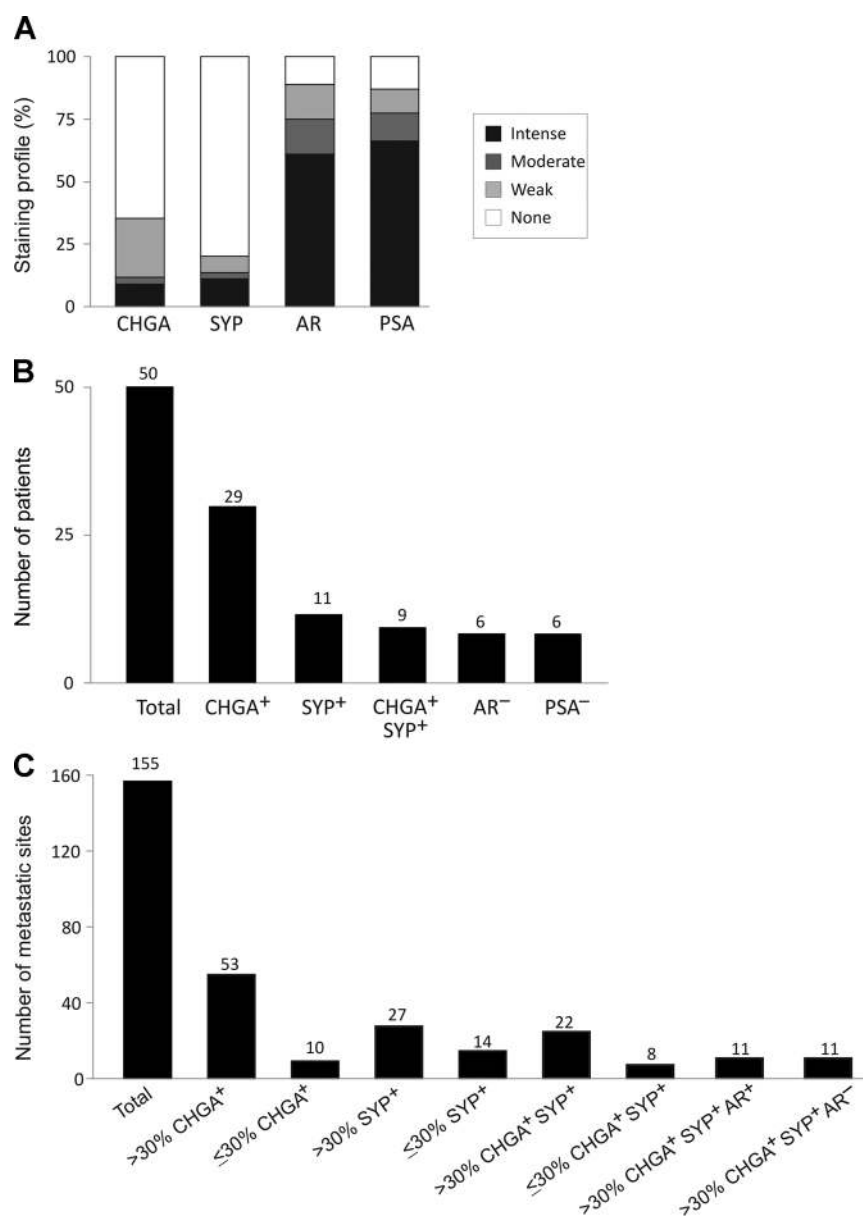 A
100
75
50
25
0
Staining profile (%)
CHGA SYP AR PSA
Intense
Moderate
Weak
None
B
50
25
0
Number of patients
50
29
11
9
6
6
Total CHGA⁺ SYP⁺ CHGA⁺ AR⁻ PSA⁻
SYP⁺
C
160
120
80
40
0
Number of metastatic sites
155
53
10
27
14
22
8
11
11
Total
>30% CHGA⁺
≤30% CHGA⁺
>30% SYP⁺
≤30% SYP⁺
>30% CHGA⁺ SYP⁺
≤30% CHGA⁺ SYP⁺
>30% CHGA⁺ SYP⁺ AR⁺
>30% CHGA⁺ SYP⁺ AR⁻